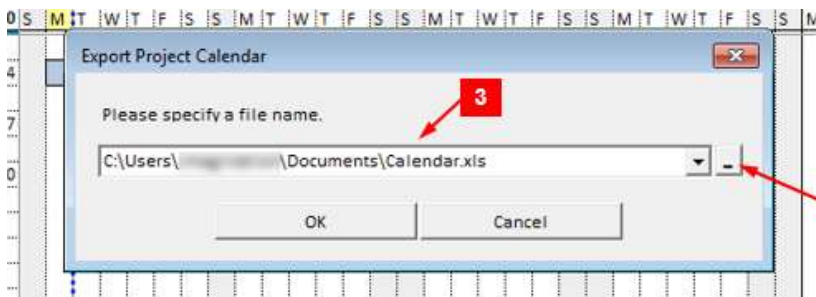 0 S M T W T F S S M T W T F S S M T W T F S S M T W T F S S M
4
Export Project Calendar
3
Please specify a file name.
7
C:\Users\ \Documents\Calendar.xls
0
OK Cancel